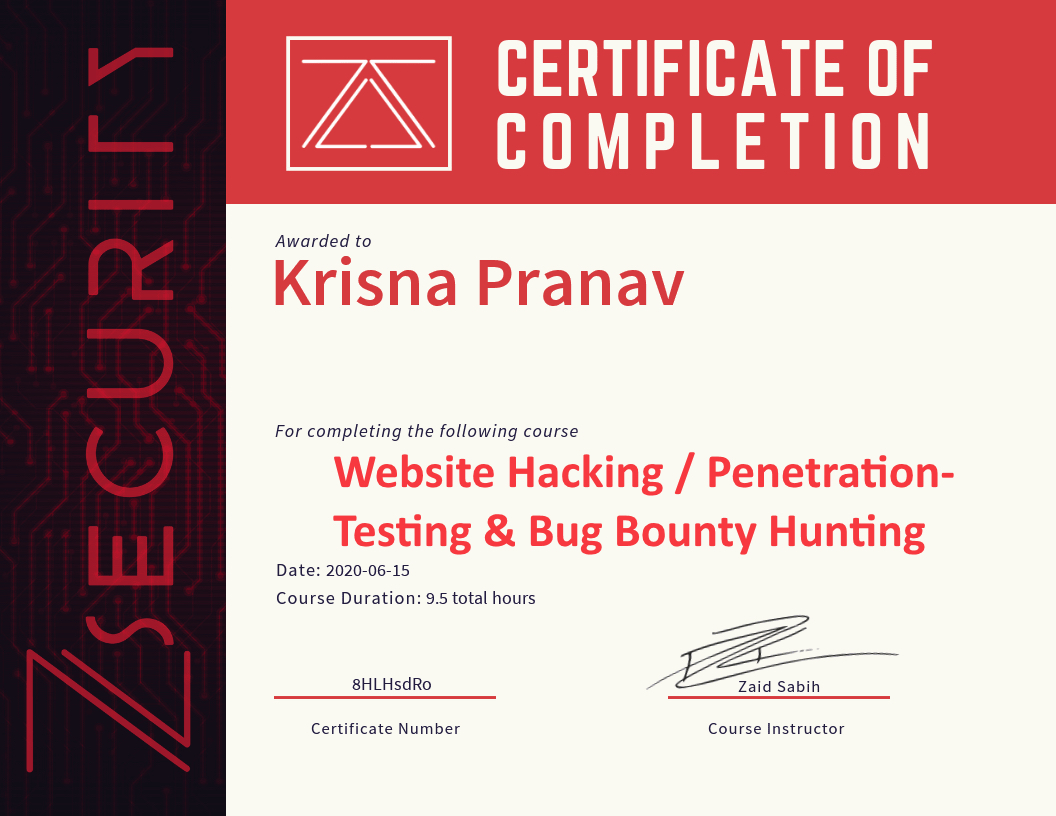 SECURITY
CERTIFICATE OF
COMPLETION
Awarded to
Krisna Pranav
For completing the following course
Website Hacking / Penetration-
Testing & Bug Bounty Hunting
Date: 2020-06-15
Course Duration: 9.5 total hours
8HLHsdRo
Certificate Number
Zaid Sabih
Course Instructor